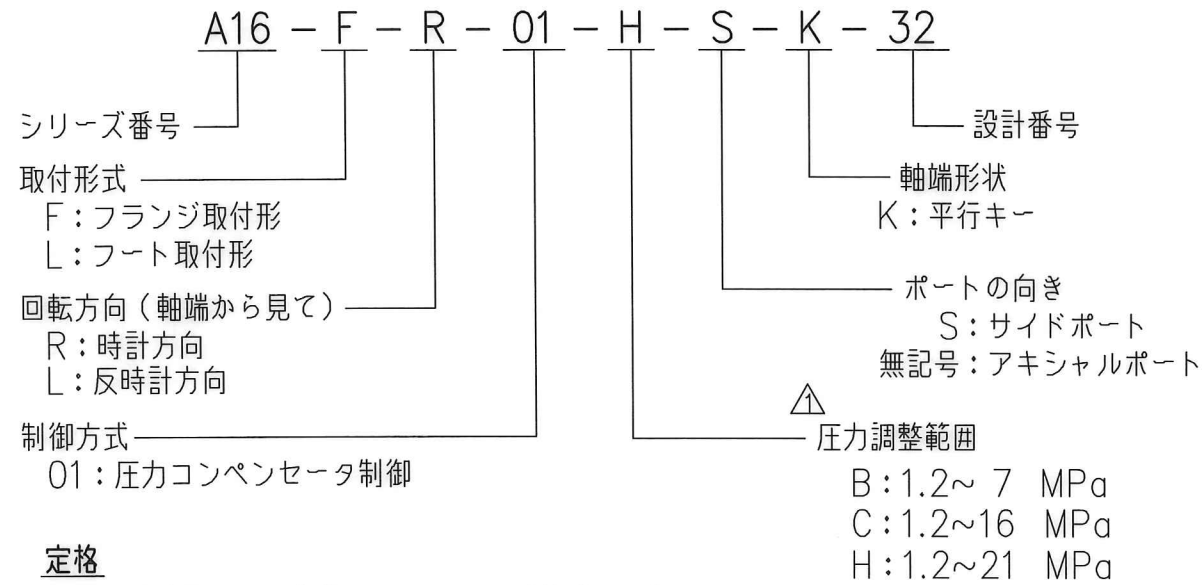 A16-F-R-01-H-S-K-32
シリーズ番号
設計番号
取付形式
F:フランジ取付形
L:フート取付形
軸端形状
K:平行キー
回転方向(軸端から見て)
R:時計方向
L:反時計方向
ポートの向き
S:サイドポート
無記号:アキシャルポート
制御方式
01:圧力コンペンセータ制御
1
圧力調整範囲
B:1.2~ 7 MPa
C:1.2~16 MPa
H:1.2~21 MPa
定格